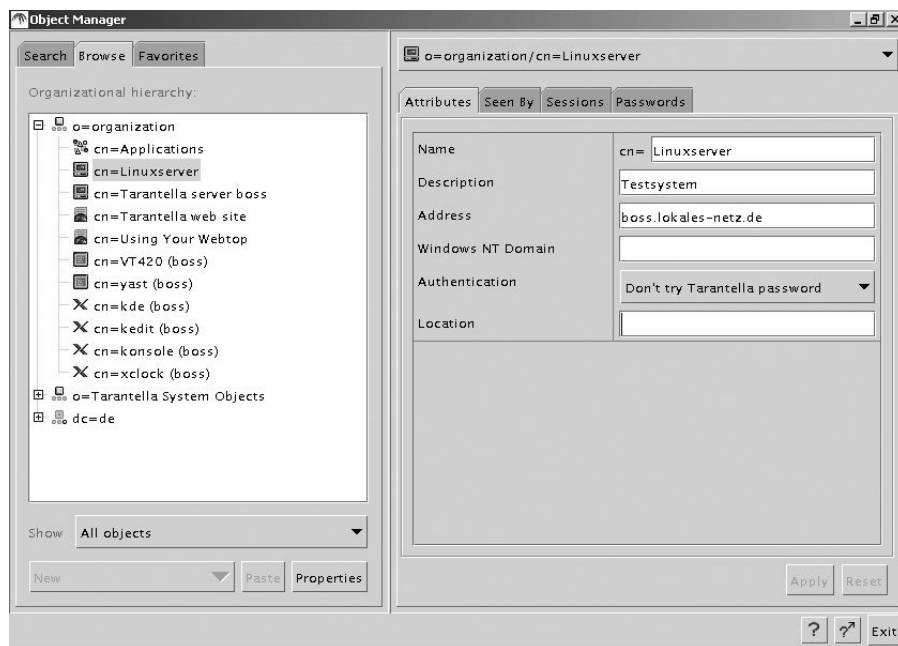 Object Manager
Search Browse Favorites
Organizational hierarchy:
o=organization
cn=Applications
cn=Linuxserver
cn=Tarantella server boss
cn=Tarantella web site
cn=Using Your Webtop
cn=VT420 (boss)
cn=yast (boss)
cn=kde (boss)
cn=kedit (boss)
cn=konsole (boss)
cn=xclock (boss)
o=Tarantella System Objects
dc=de
Show All objects
New Paste Properties
o=organization/cn=Linuxserver
Attributes Seen By Sessions Passwords
Name cn= Linuxserver
Description Testsystem
Address boss.lokales-netz.de
Windows NT Domain
Authentication Don't try Tarantella password
Location
Apply Reset
? ? Exit